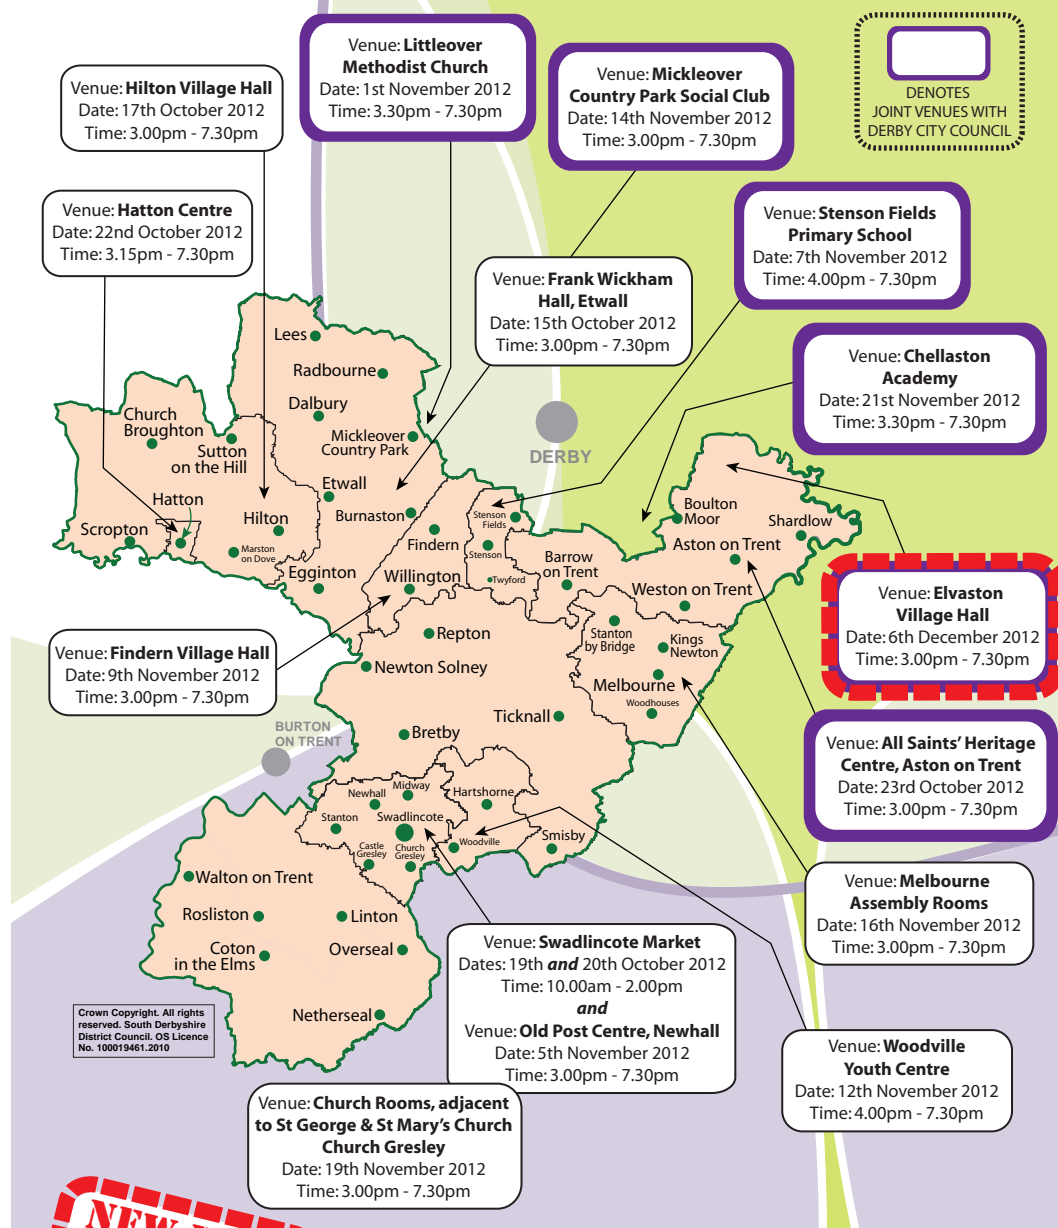 Venue: Littleover
Methodist Church
Date: 1st November 2012
Time: 3.30pm - 7.30pm
Venue: Mickleover
Country Park Social Club
Date: 14th November 2012
Time: 3.00pm - 7.30pm
DENOTES
JOINT VENUES WITH
DERBY CITY COUNCIL
Venue: Hilton Village Hall
Date: 17th October 2012
Time: 3.00pm - 7.30pm
Venue: Hatton Centre
Date: 22nd October 2012
Time: 3.15pm - 7.30pm
Venue: Stenson Fields
Primary School
Date: 7th November 2012
Time: 4.00pm - 7.30pm
Venue: Frank Wickham
Hall, Etwall
Date: 15th October 2012
Time: 3.00pm - 7.30pm
Venue: Chellaston
Academy
Date: 21st November 2012
Time: 3.30pm - 7.30pm
Lees
Radbourne
Dalbury
Church
Broughton
Mickleover
Country Park
Sutton
on the Hill
DERBY
Etwall
Hatton
Burnaston
Hilton
Scropton
Marston
on Dove
Egginton
Findern
Willington
Stenson
Fields
Stenson
Twyford
Barrow
on Trent
Boulton
Moor
Shardlow
Aston on Trent
Weston on Trent
Venue: Elvaston
Village Hall
Date: 6th December 2012
Time: 3.00pm - 7.30pm
Venue: Findern Village Hall
Date: 9th November 2012
Time: 3.00pm - 7.30pm
Repton
Newton Solney
Stanton
by Bridge
Kings
Newton
Melbourne
Woodhouses
Ticknall
Bretby
BURTON
ON TRENT
Venue: All Saints' Heritage
Centre, Aston on Trent
Date: 23rd October 2012
Time: 3.00pm - 7.30pm
Midway
Newhall
Hartshorne
Stanton
Swadlincote
Castle
Gresley
Church
Gresley
Woodville
Smisby
Walton on Trent
Rosliston
Linton
Coton
in the Elms
Overseal
Netherseal
Venue: Melbourne
Assembly Rooms
Date: 16th November 2012
Time: 3.00pm - 7.30pm
Venue: Swadlincote Market
Dates: 19th and 20th October 2012
Time: 10.00am - 2.00pm
and
Venue: Old Post Centre, Newhall
Date: 5th November 2012
Time: 3.00pm - 7.30pm
Crown Copyright. All rights
reserved. South Derbyshire
District Council. OS Licence
No. 100019461.2010
Venue: Woodville
Youth Centre
Date: 12th November 2012
Time: 4.00pm - 7.30pm
Venue: Church Rooms, adjacent
to St George & St Mary's Church
Church Gresley
Date: 19th November 2012
Time: 3.00pm - 7.30pm
NEW